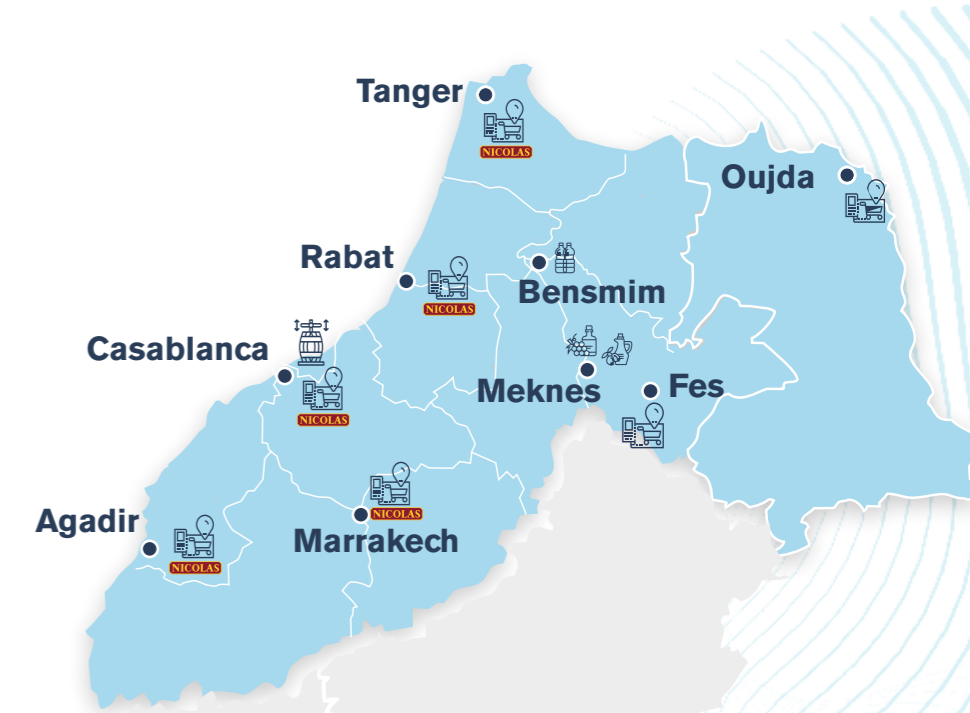 Tanger
NICOLAS
Oujda
Rabat
NICOLAS
Bensmim
Casablanca
NICOLAS
Meknes
Fes
Agadir
NICOLAS
NICOLAS
Marrakech